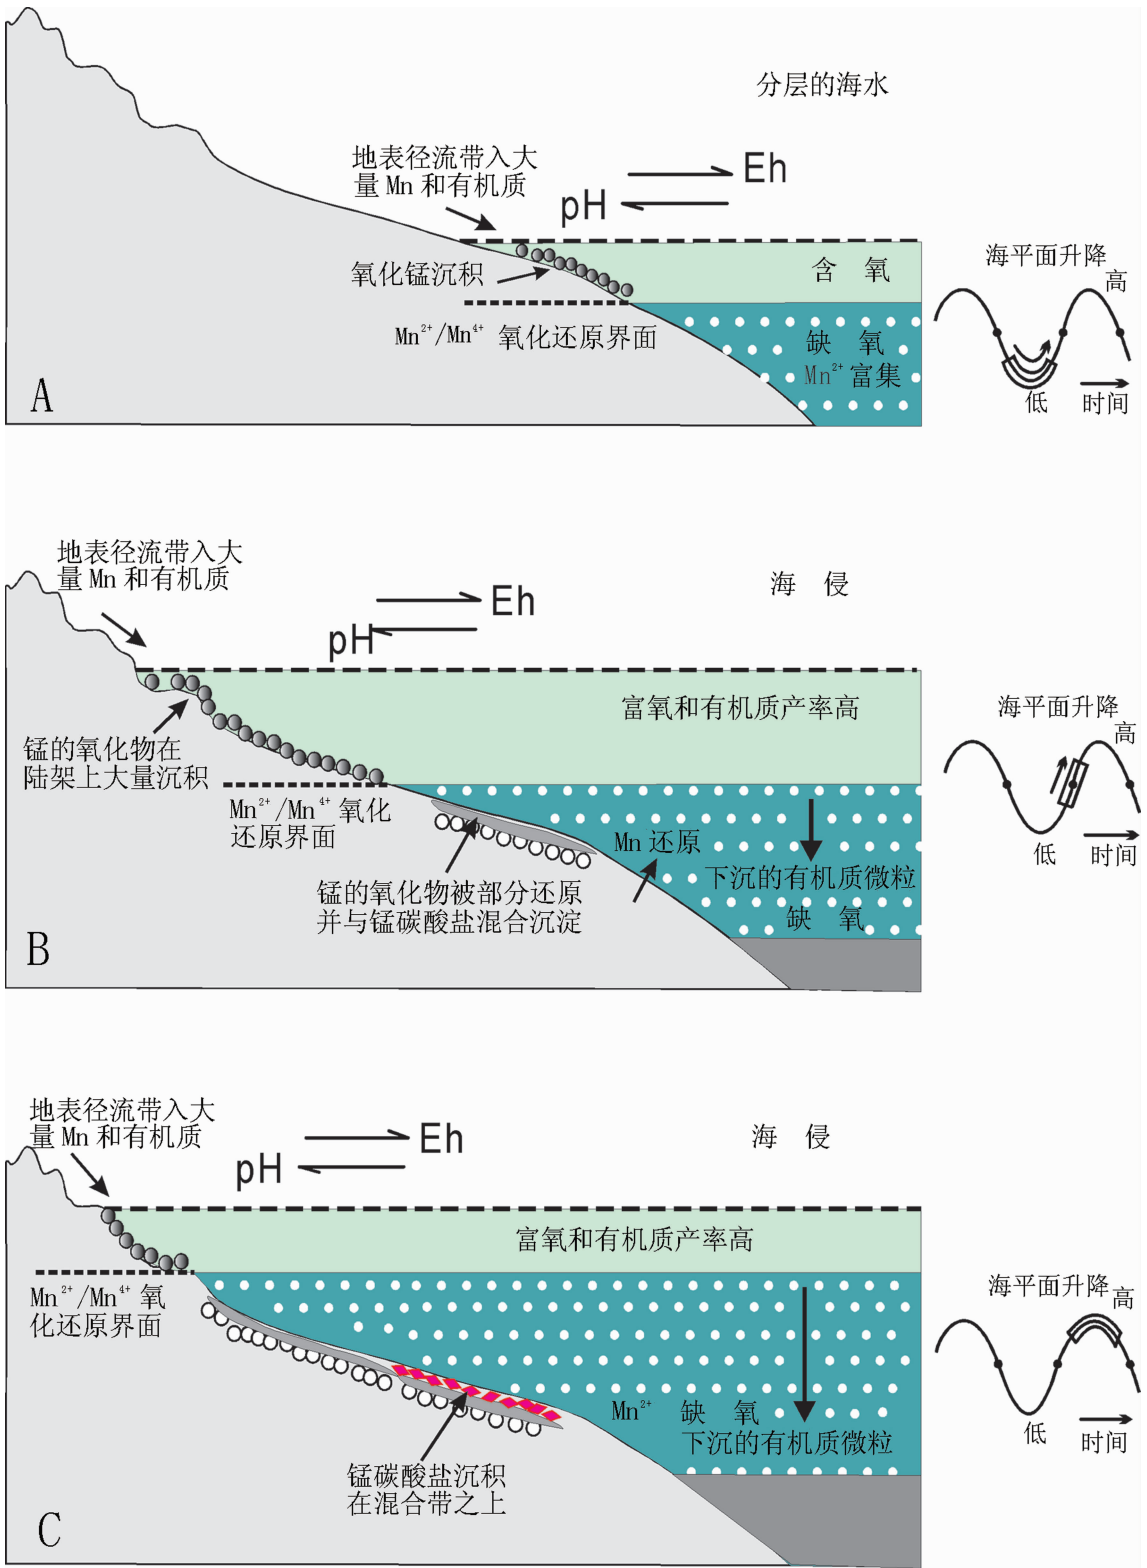 分层的海水
地表径流带入大
量 Mn 和有机质
Eh
pH
氧化锰沉积
含 氧
Mn²⁺/Mn⁴⁺ 氧化还原界面
缺 氧
Mn²⁺ 富集
海平面升降
高
低
时间
A
地表径流带入大
量 Mn 和有机质
海 侵
Eh
pH
富氧和有机质产率高
锰的氧化物在
陆架上大量沉积
Mn²⁺/Mn⁴⁺ 氧化
还原界面
Mn 还原
下沉的有机质微粒
缺 氧
锰的氧化物被部分还原
并与锰碳酸盐混合沉淀
海平面升降
高
低
时间
B
地表径流带入大
量 Mn 和有机质
海 侵
Eh
pH
富氧和有机质产率高
Mn²⁺/Mn⁴⁺ 氧
化还原界面
Mn²⁺ 缺 氧
下沉的有机质微粒
锰碳酸盐沉积
在混合带之上
海平面升降
高
低
时间
C